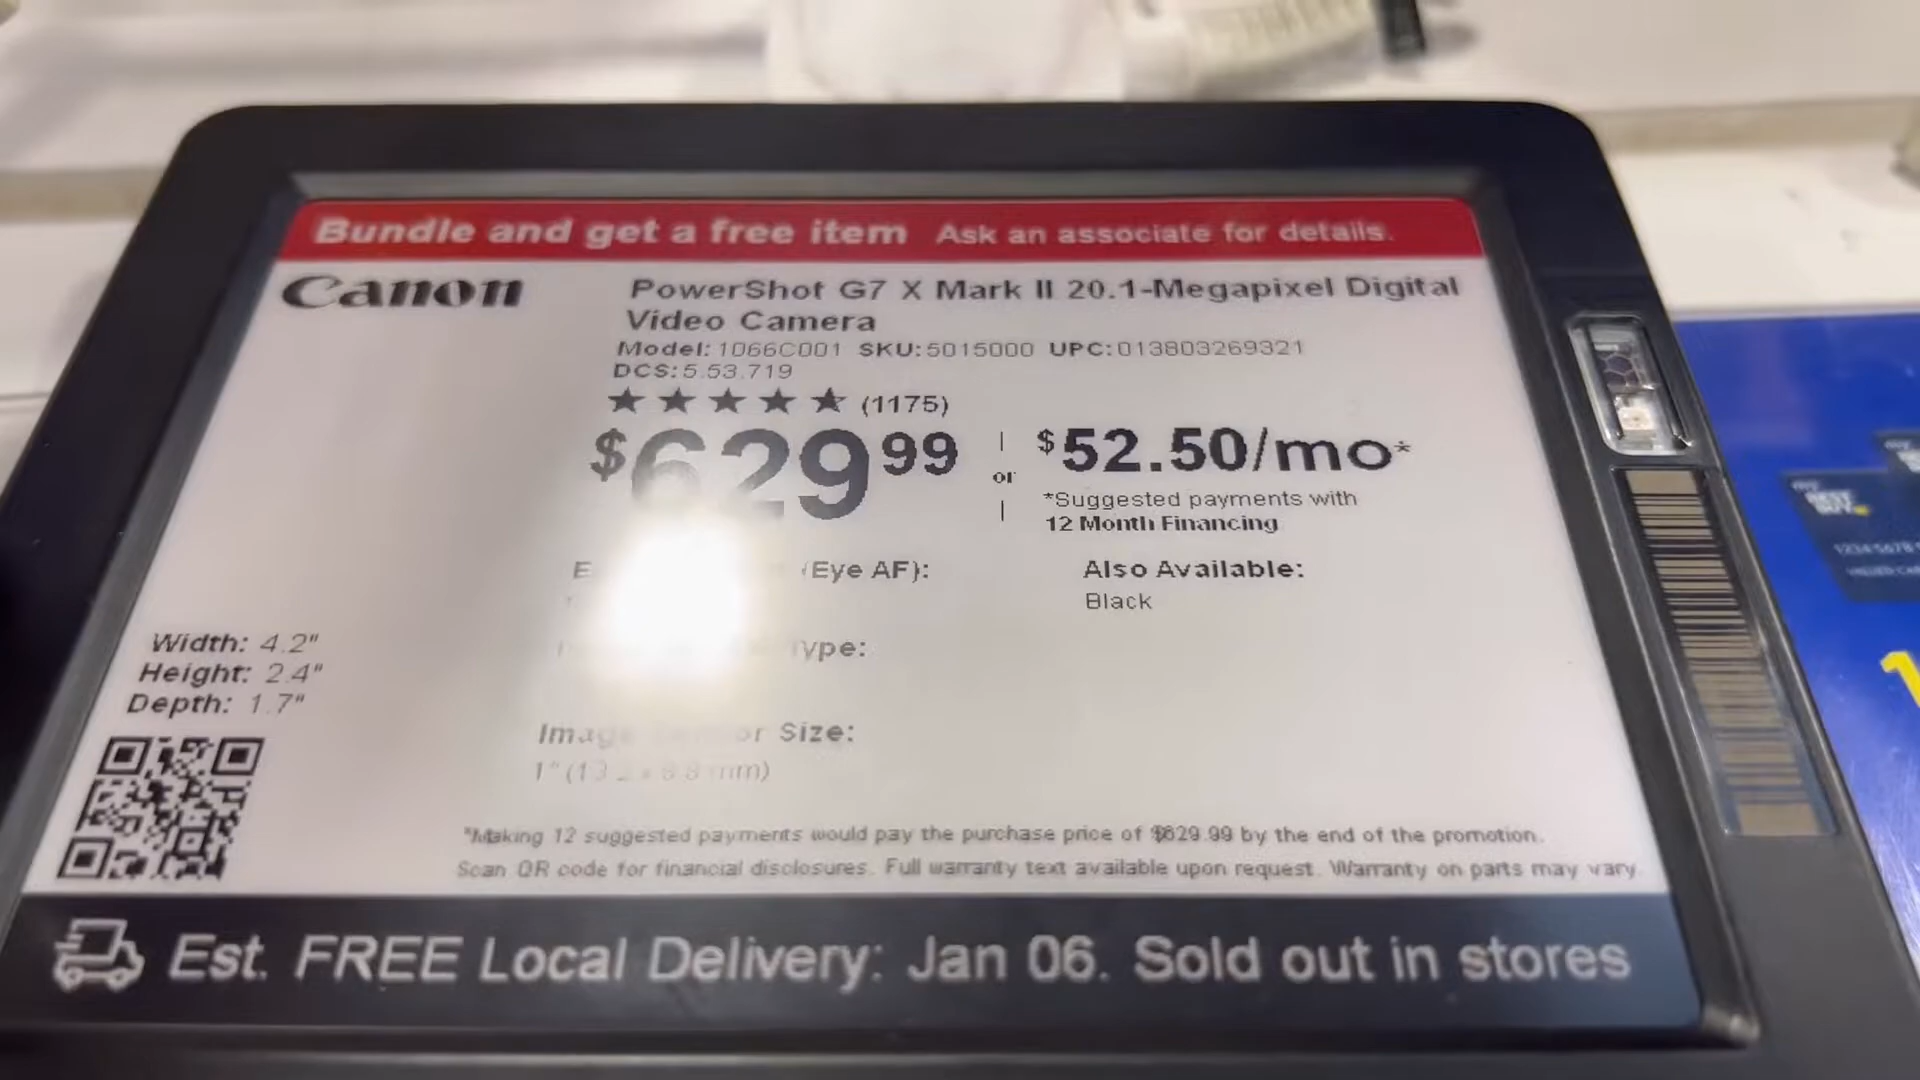 Bundle and get a free item Ask an associate for details.
Canon
PowerShot G7 X Mark II 20.1-Megapixel Digital
Video Camera
Model: 1066C001 SKU:5015000 UPC:013803269321
DCS:5.53.719
(1175)
$629 99
or
$52.50/mo*
*Suggested payments with
12 Month Financing
(Eye AF):
Also Available:
Black
Size:
Width: 4.2"
Height: 2.4"
Depth: 1.7"
*Making 12 suggested payments would pay the purchase price of $629.99 by the end of the promotion.
Scan QR code for financial disclosures. Full warranty text available upon request. Warranty on parts may vary.
Est. FREE Local Delivery: Jan 06. Sold out in stores
my
BEST
BUY